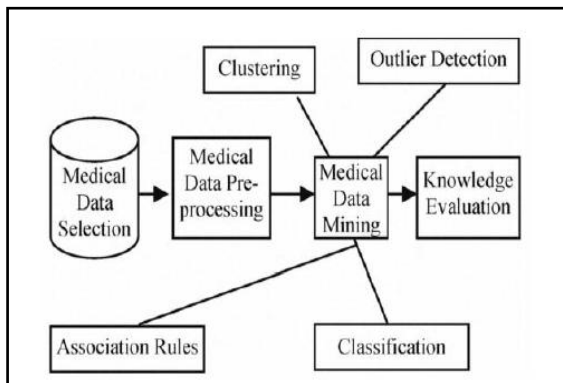 Clustering
Outlier Detection
Medical
Data
Selection
Medical
Data Pre-
processing
Medical
Data
Mining
Knowledge
Evaluation
Association Rules
Classification